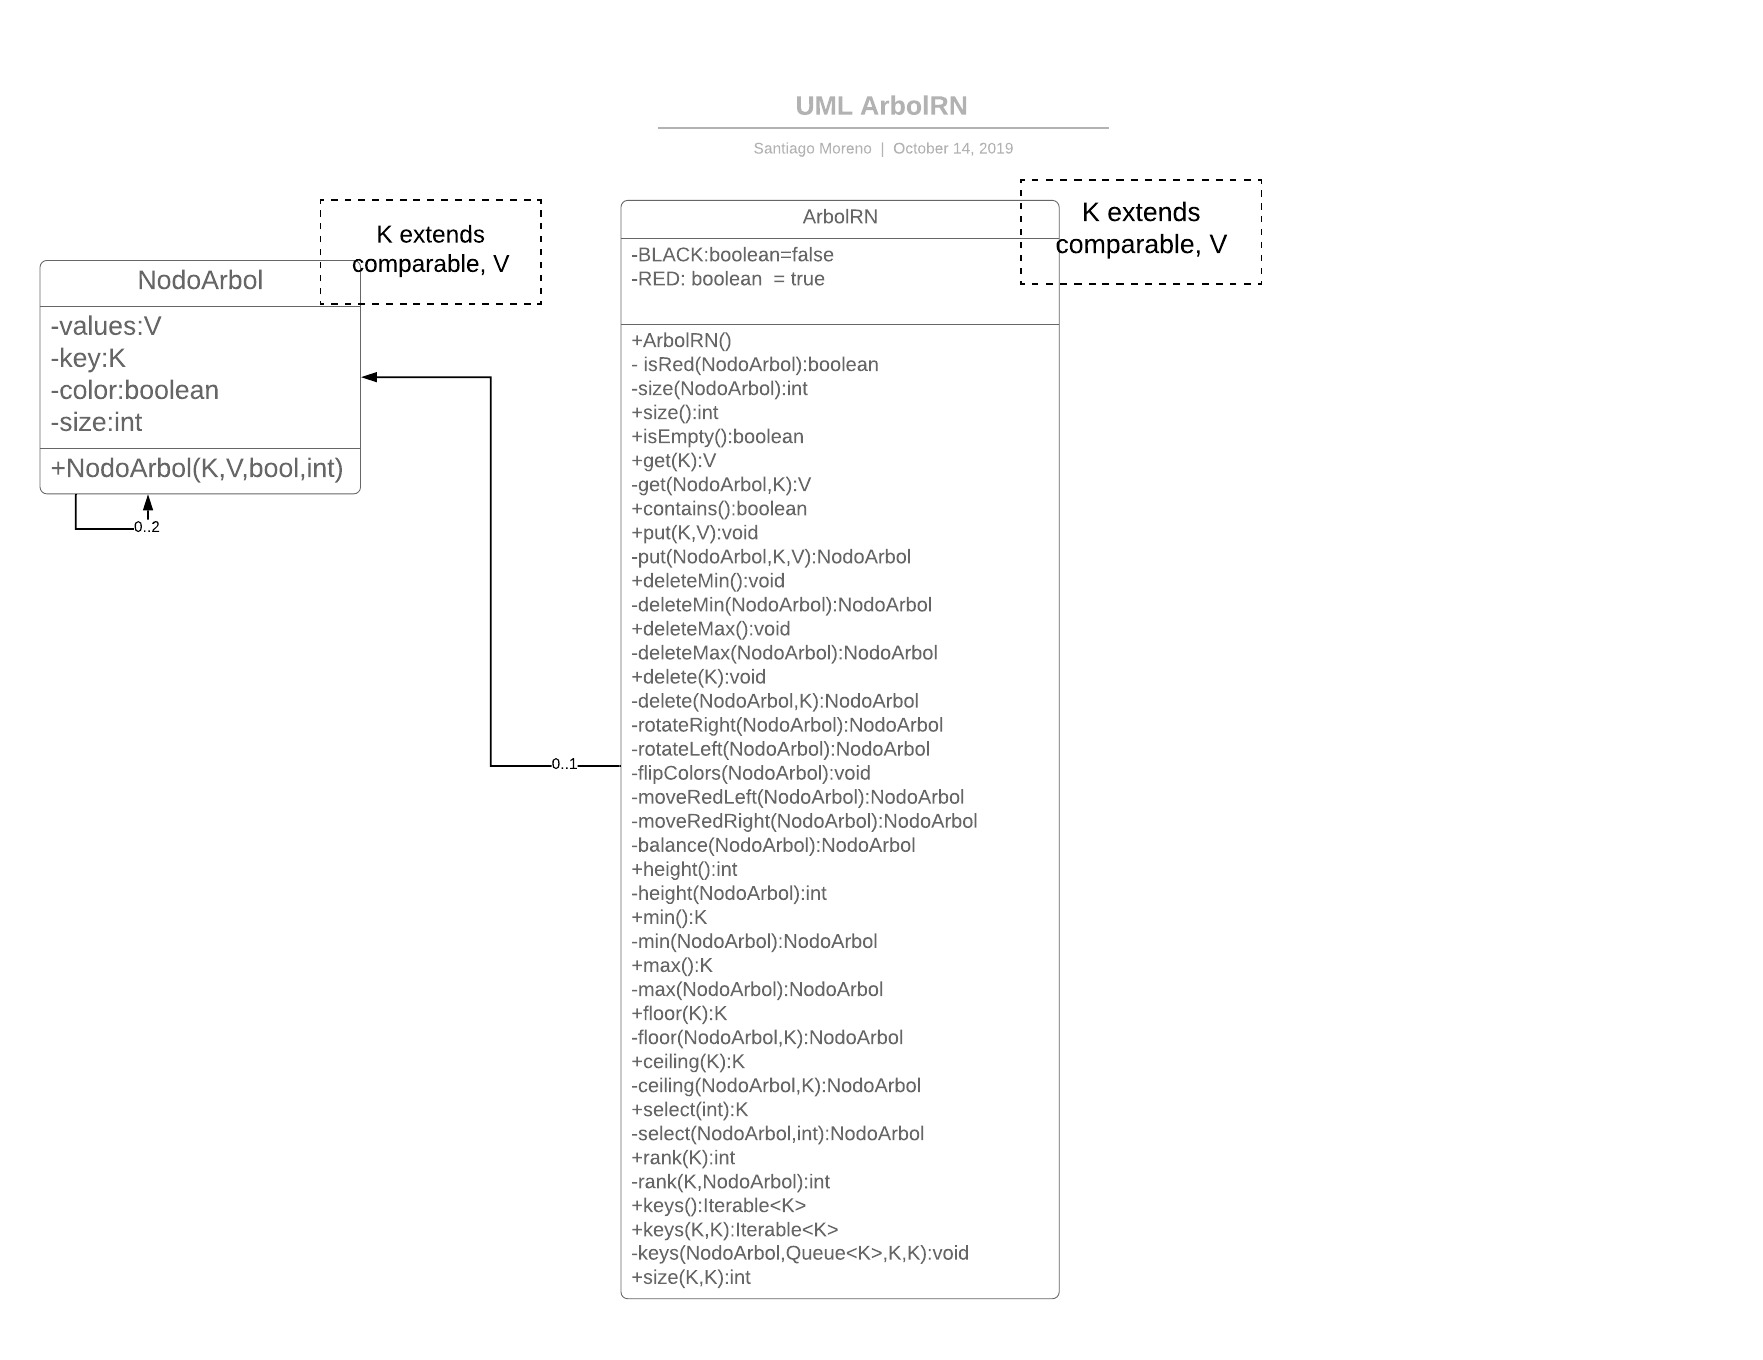 UML ArbolRN
Santiago Moreno | October 14, 2019
K extends
comparable, V
NodoArbol
-values:V
-key:K
-color:boolean
-size:int
+NodoArbol(K,V,bool,int)
0..2
0..1
K extends
comparable, V
ArbolRN
-BLACK:boolean=false
-RED: boolean  = true
+ArbolRN()
- isRed(NodoArbol):boolean
-size(NodoArbol):int
+size():int
+isEmpty():boolean
+get(K):V
-get(NodoArbol,K):V
+contains():boolean
+put(K,V):void
-put(NodoArbol,K,V):NodoArbol
+deleteMin():void
-deleteMin(NodoArbol):NodoArbol
+deleteMax():void
-deleteMax(NodoArbol):NodoArbol
+delete(K):void
-delete(NodoArbol,K):NodoArbol
-rotateRight(NodoArbol):NodoArbol
-rotateLeft(NodoArbol):NodoArbol
-flipColors(NodoArbol):void
-moveRedLeft(NodoArbol):NodoArbol
-moveRedRight(NodoArbol):NodoArbol
-balance(NodoArbol):NodoArbol
+height():int
-height(NodoArbol):int
+min():K
-min(NodoArbol):NodoArbol
+max():K
-max(NodoArbol):NodoArbol
+floor(K):K
-floor(NodoArbol,K):NodoArbol
+ceiling(K):K
-ceiling(NodoArbol,K):NodoArbol
+select(int):K
-select(NodoArbol,int):NodoArbol
+rank(K):int
-rank(K,NodoArbol):int
+keys():Iterable<K>
+keys(K,K):Iterable<K>
-keys(NodoArbol,Queue<K>,K,K):void
+size(K,K):int